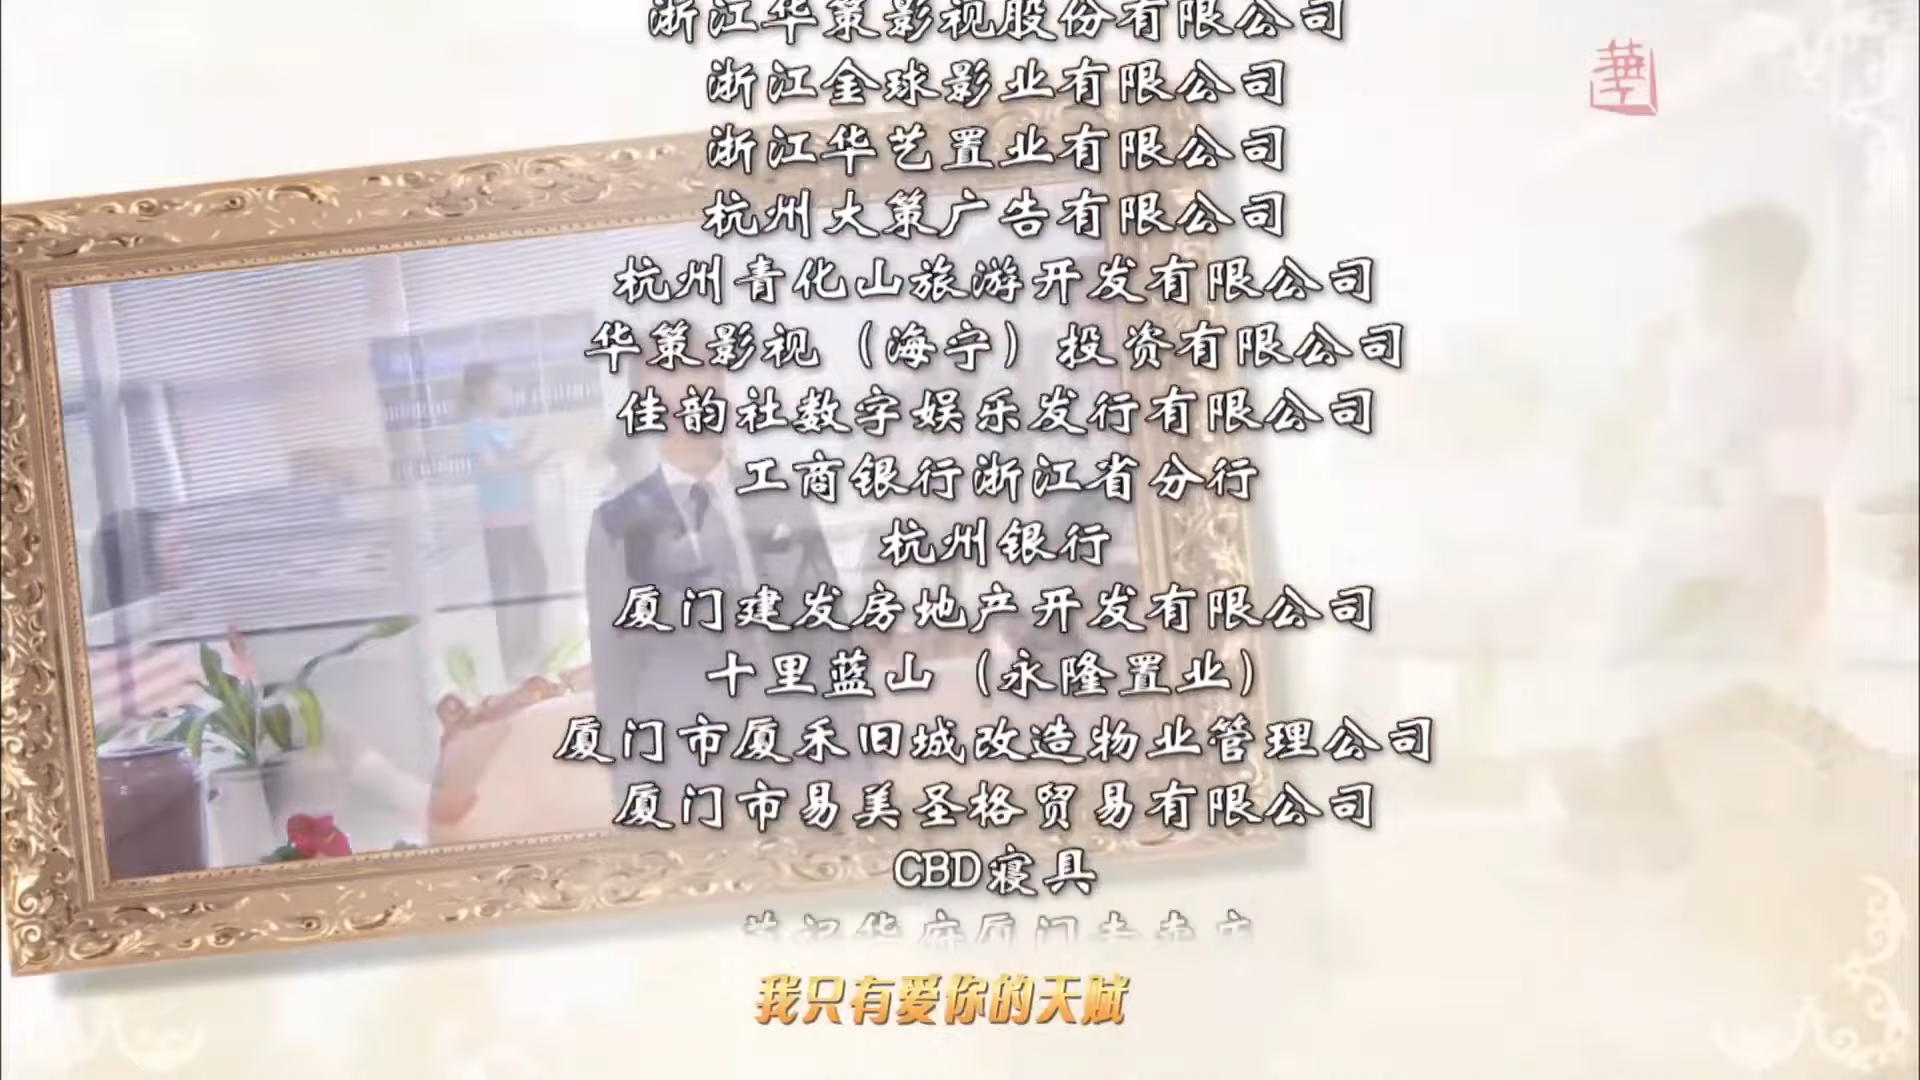 浙江华策影视股份有限公司
華
浙江金球影业有限公司
浙江华艺置业有限公司
杭州大策广告有限公司
杭州青化山旅游开发有限公司
华策影视（海宁）投资有限公司
佳韵社数字娱乐发行有限公司
工商银行浙江省分行
杭州银行
厦门建发房地产开发有限公司
十里蓝山（永隆置业）
厦门市厦禾旧城改造物业管理公司
厦门市易美圣格贸易有限公司
CBD寝具
厦门专卖店
我只有爱你的天赋